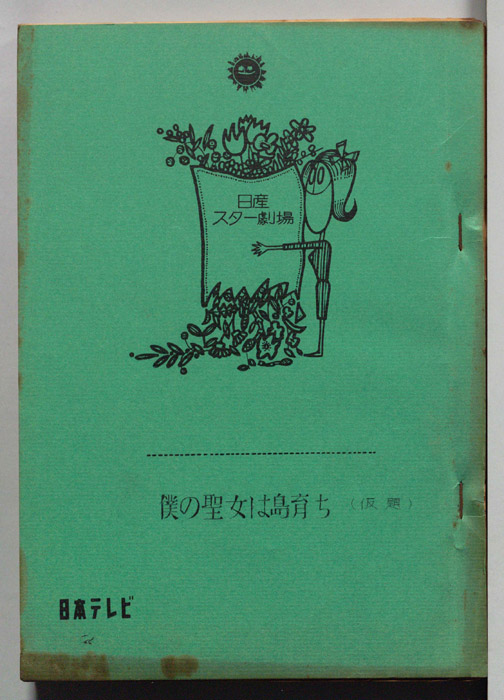 日産
スター劇場
僕の聖女は島育ち （仮題）
日本テレビ